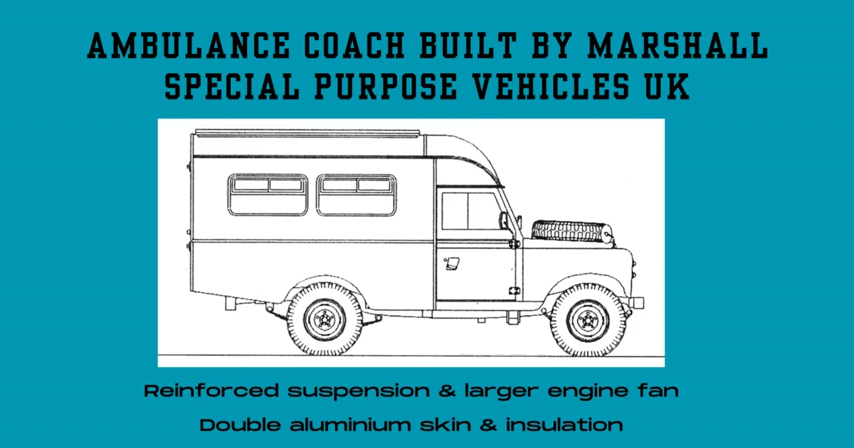 AMBULANCE COACH BUILT BY MARSHALL
SPECIAL PURPOSE VEHICLES UK
Reinforced suspension & larger engine fan
Double aluminium skin & insulation